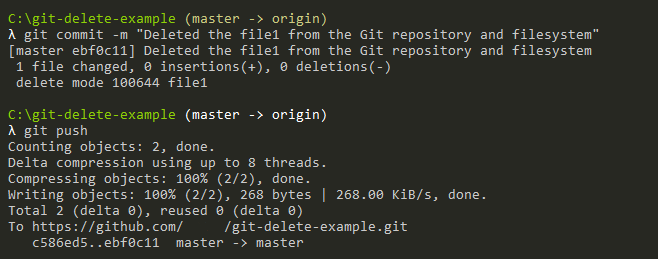 C:\git-delete-example (master -> origin)
λ git commit -m "Deleted the file1 from the Git repository and filesystem"
[master ebf0c11] Deleted the file1 from the Git repository and filesystem
 1 file changed, 0 insertions(+), 0 deletions(-)
 delete mode 100644 file1
C:\git-delete-example (master -> origin)
λ git push
Counting objects: 2, done.
Delta compression using up to 8 threads.
Compressing objects: 100% (2/2), done.
Writing objects: 100% (2/2), 268 bytes | 268.00 KiB/s, done.
Total 2 (delta 0), reused 0 (delta 0)
To https://github.com/      /git-delete-example.git
   c586ed5..ebf0c11  master -> master